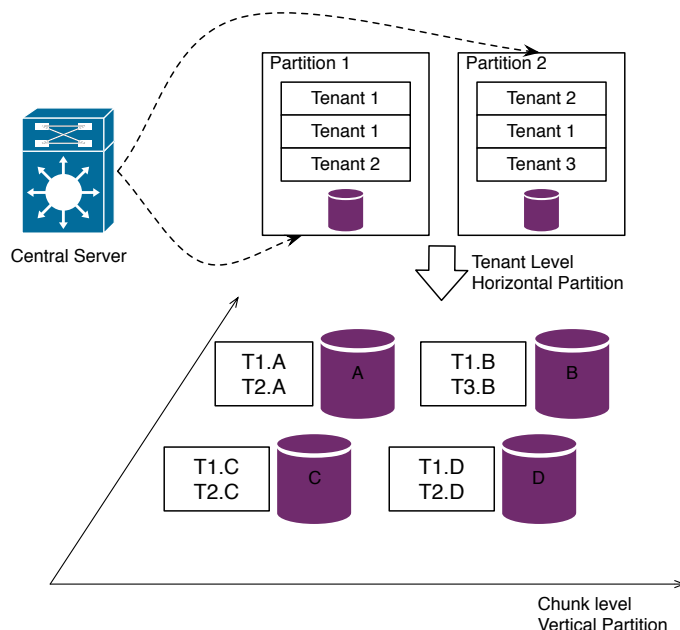 Partition 1
Partition 2
Tenant 1
Tenant 1
Tenant 2
Tenant 2
Tenant 1
Tenant 3
Central Server
Tenant Level
Horizontal Partition
T1.A
T2.A
A
T1.B
T3.B
B
T1.C
T2.C
C
T1.D
T2.D
D
Chunk level
Vertical Partition